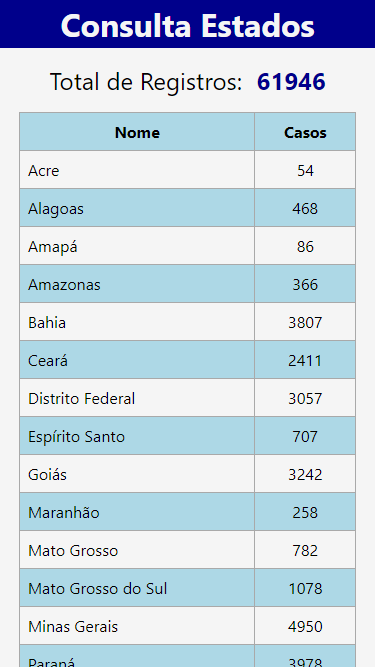 Consulta Estados
Total de Registros: 61946
Nome Casos
Acre 54
Alagoas 468
Amapá 86
Amazonas 366
Bahia 3807
Ceará 2411
Distrito Federal 3057
Espírito Santo 707
Goiás 3242
Maranhão 258
Mato Grosso 782
Mato Grosso do Sul 1078
Minas Gerais 4950
Paraná 3978